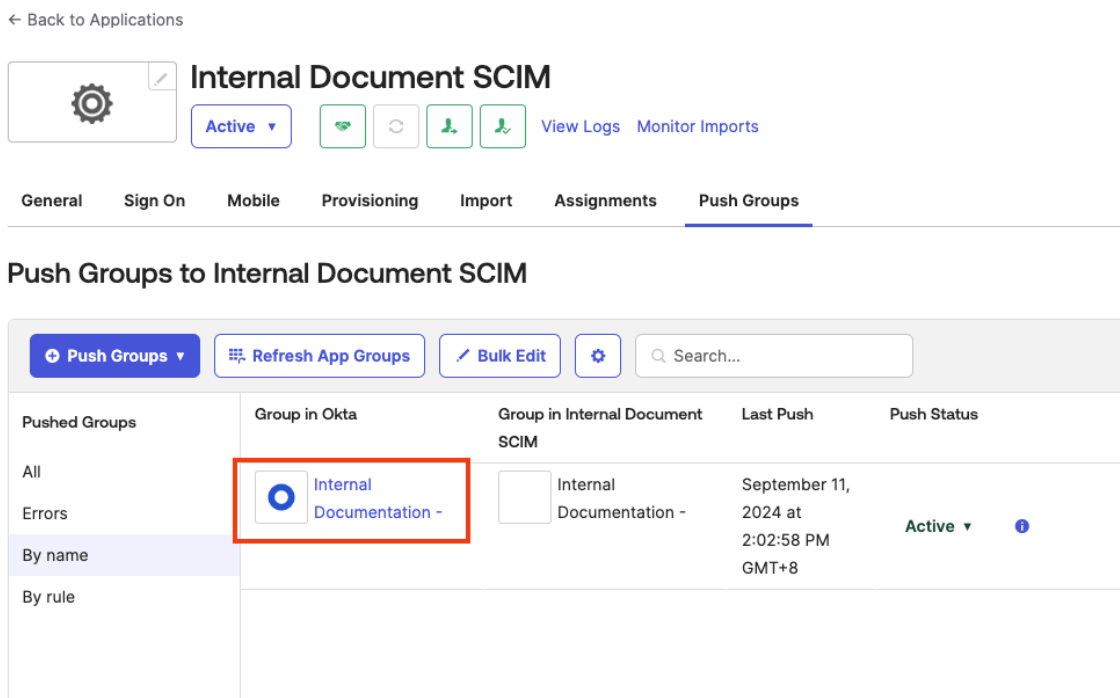 ← Back to Applications
Internal Document SCIM
Active ▼
View Logs
Monitor Imports
General
Sign On
Mobile
Provisioning
Import
Assignments
Push Groups
Push Groups to Internal Document SCIM
Push Groups ▼
Refresh App Groups
Bulk Edit
Search...
Pushed Groups
All
Errors
By name
By rule
Group in Okta
Group in Internal Document
SCIM
Last Push
Push Status
Internal
Documentation -
Internal
Documentation -
September 11,
2024 at
2:02:58 PM
GMT+8
Active ▼